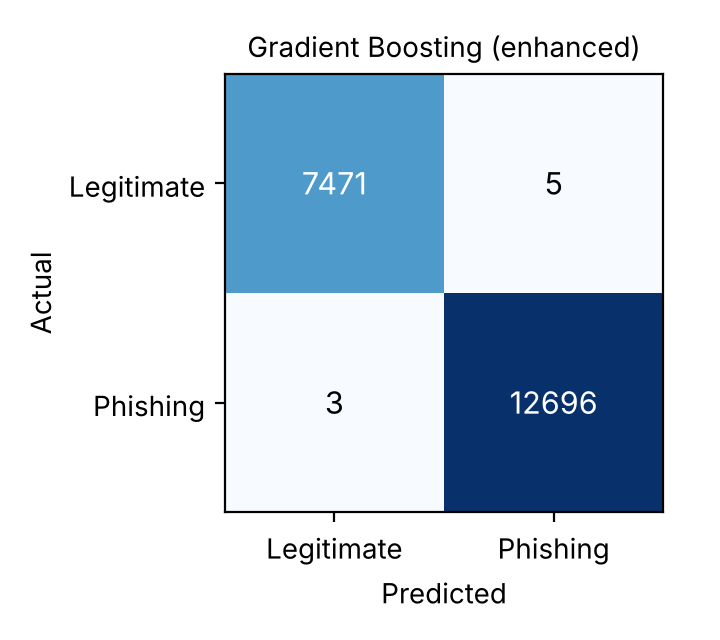 Gradient Boosting (enhanced)
Actual
Legitimate
7471
5
Phishing
3
12696
Legitimate
Phishing
Predicted